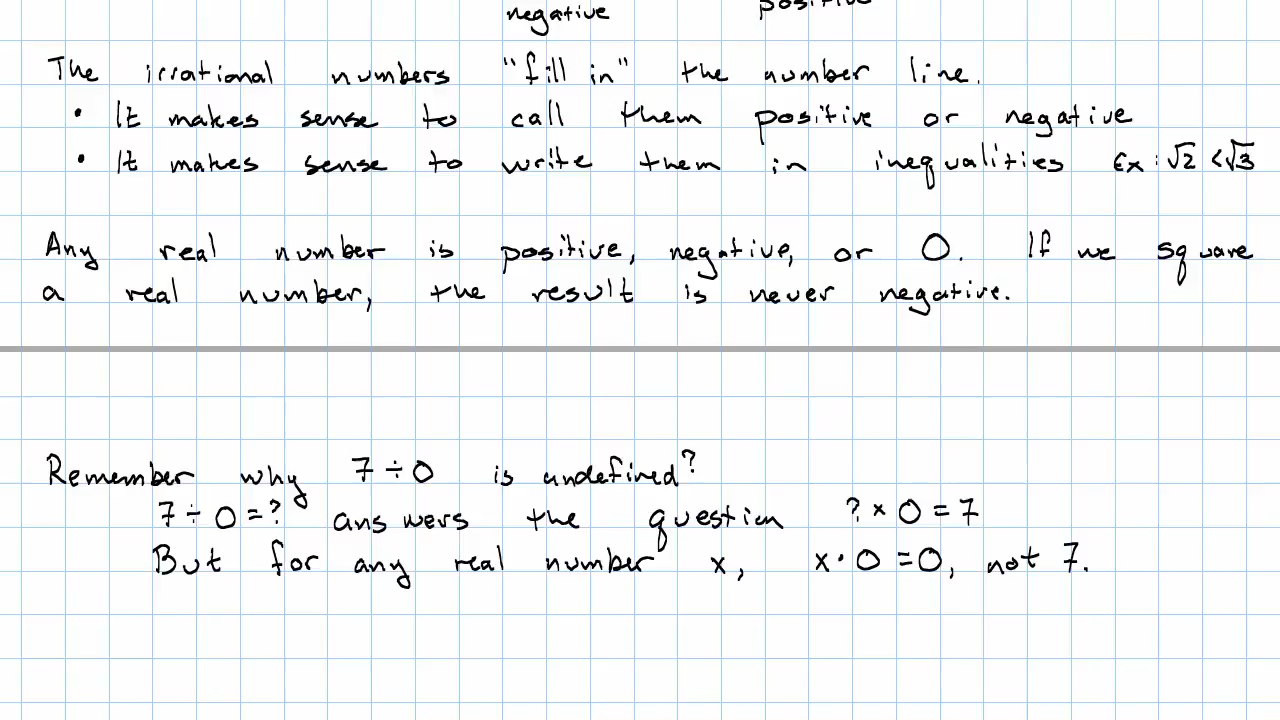 negative positive
The irrational numbers "fill in" the number line.
• It makes sense to call them positive or negative
• It makes sense to write them in inequalities Ex: √2 < √3
Any real number is positive, negative, or 0. If we square
a real number, the result is never negative.
Remember why 7 ÷ 0 is undefined?
7 ÷ 0 = ? answers the question ? × 0 = 7
But for any real number x, x · 0 = 0, not 7.